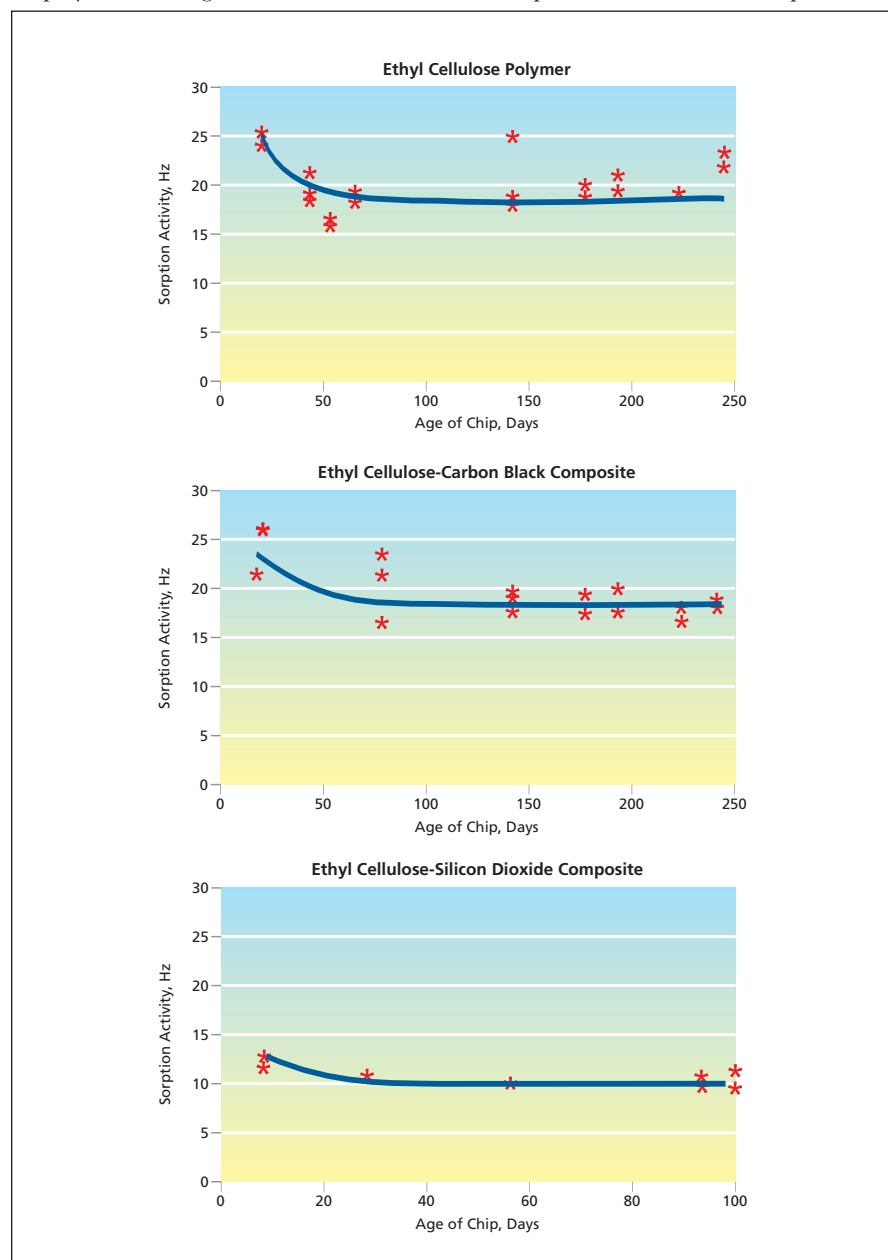 Ethyl Cellulose Polymer
30
25
20
15
10
5
0
Sorption Activity, Hz
0 50 100 150 200 250
Age of Chip, Days
Ethyl Cellulose-Carbon Black Composite
30
25
20
15
10
5
0
Sorption Activity, Hz
0 50 100 150 200 250
Age of Chip, Days
Ethyl Cellulose-Silicon Dioxide Composite
30
25
20
15
10
5
0
Sorption Activity, Hz
0 20 40 60 80 100
Age of Chip, Days